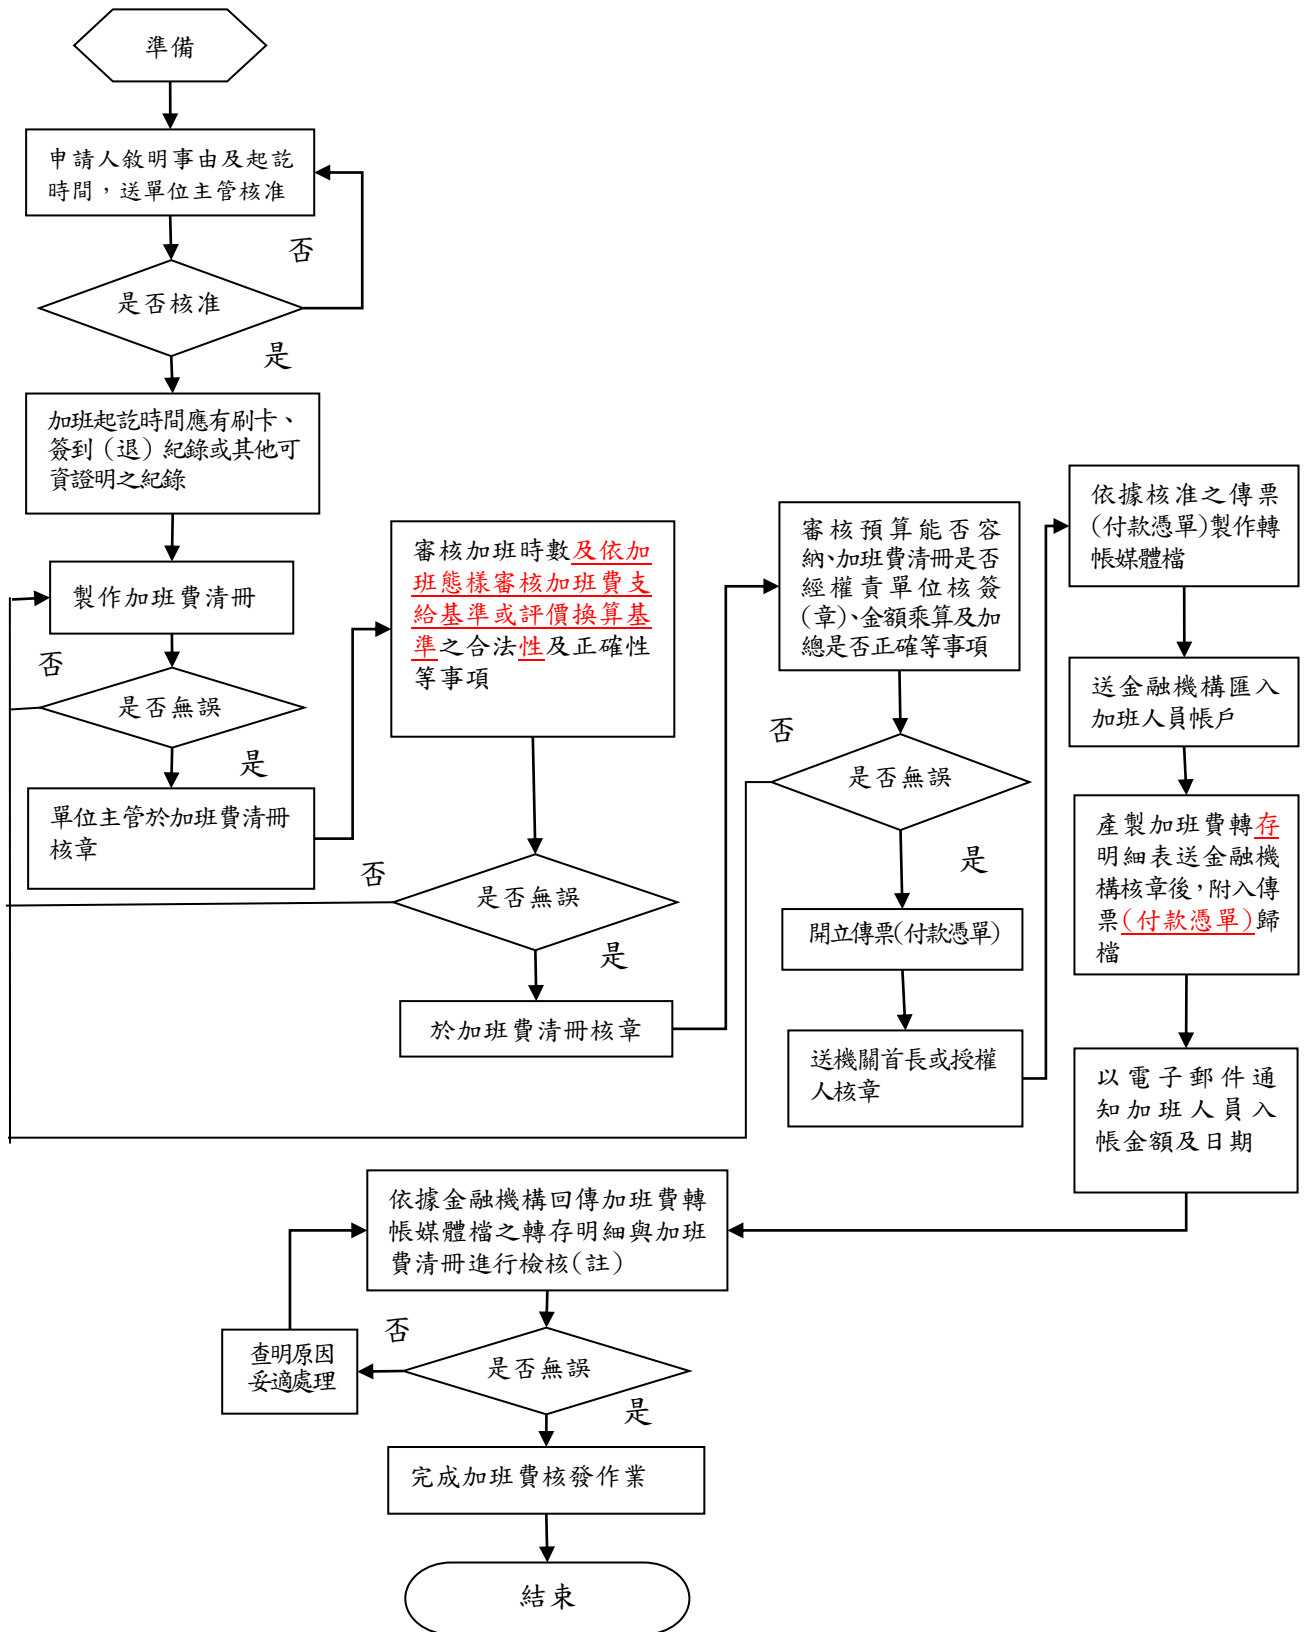 準備
申請人敘明事由及起訖
時間，送單位主管核准
否
是否核准
是
加班起訖時間應有刷卡、
簽到（退）紀錄或其他可
資證明之紀錄
製作加班費清冊
否
是否無誤
是
單位主管於加班費清冊
核章
審核加班時數及依加
班態樣審核加班費支
給基準或評價換算基
準之合法性及正確性
等事項
否
是否無誤
是
於加班費清冊核章
審核預算能否容
納、加班費清冊是否
經權責單位核簽
(章)、金額乘算及加
總是否正確等事項
否
是否無誤
是
開立傳票(付款憑單)
送機關首長或授權
人核章
依據核准之傳票
(付款憑單)製作轉
帳媒體檔
送金融機構匯入
加班人員帳戶
產製加班費轉存
明細表送金融機
構核章後，附入傳
票(付款憑單)歸
檔
以電子郵件通
知加班人員入
帳金額及日期
依據金融機構回傳加班費轉
帳媒體檔之轉存明細與加班
費清冊進行檢核(註)
否
查明原因
妥適處理
是否無誤
是
完成加班費核發作業
結束